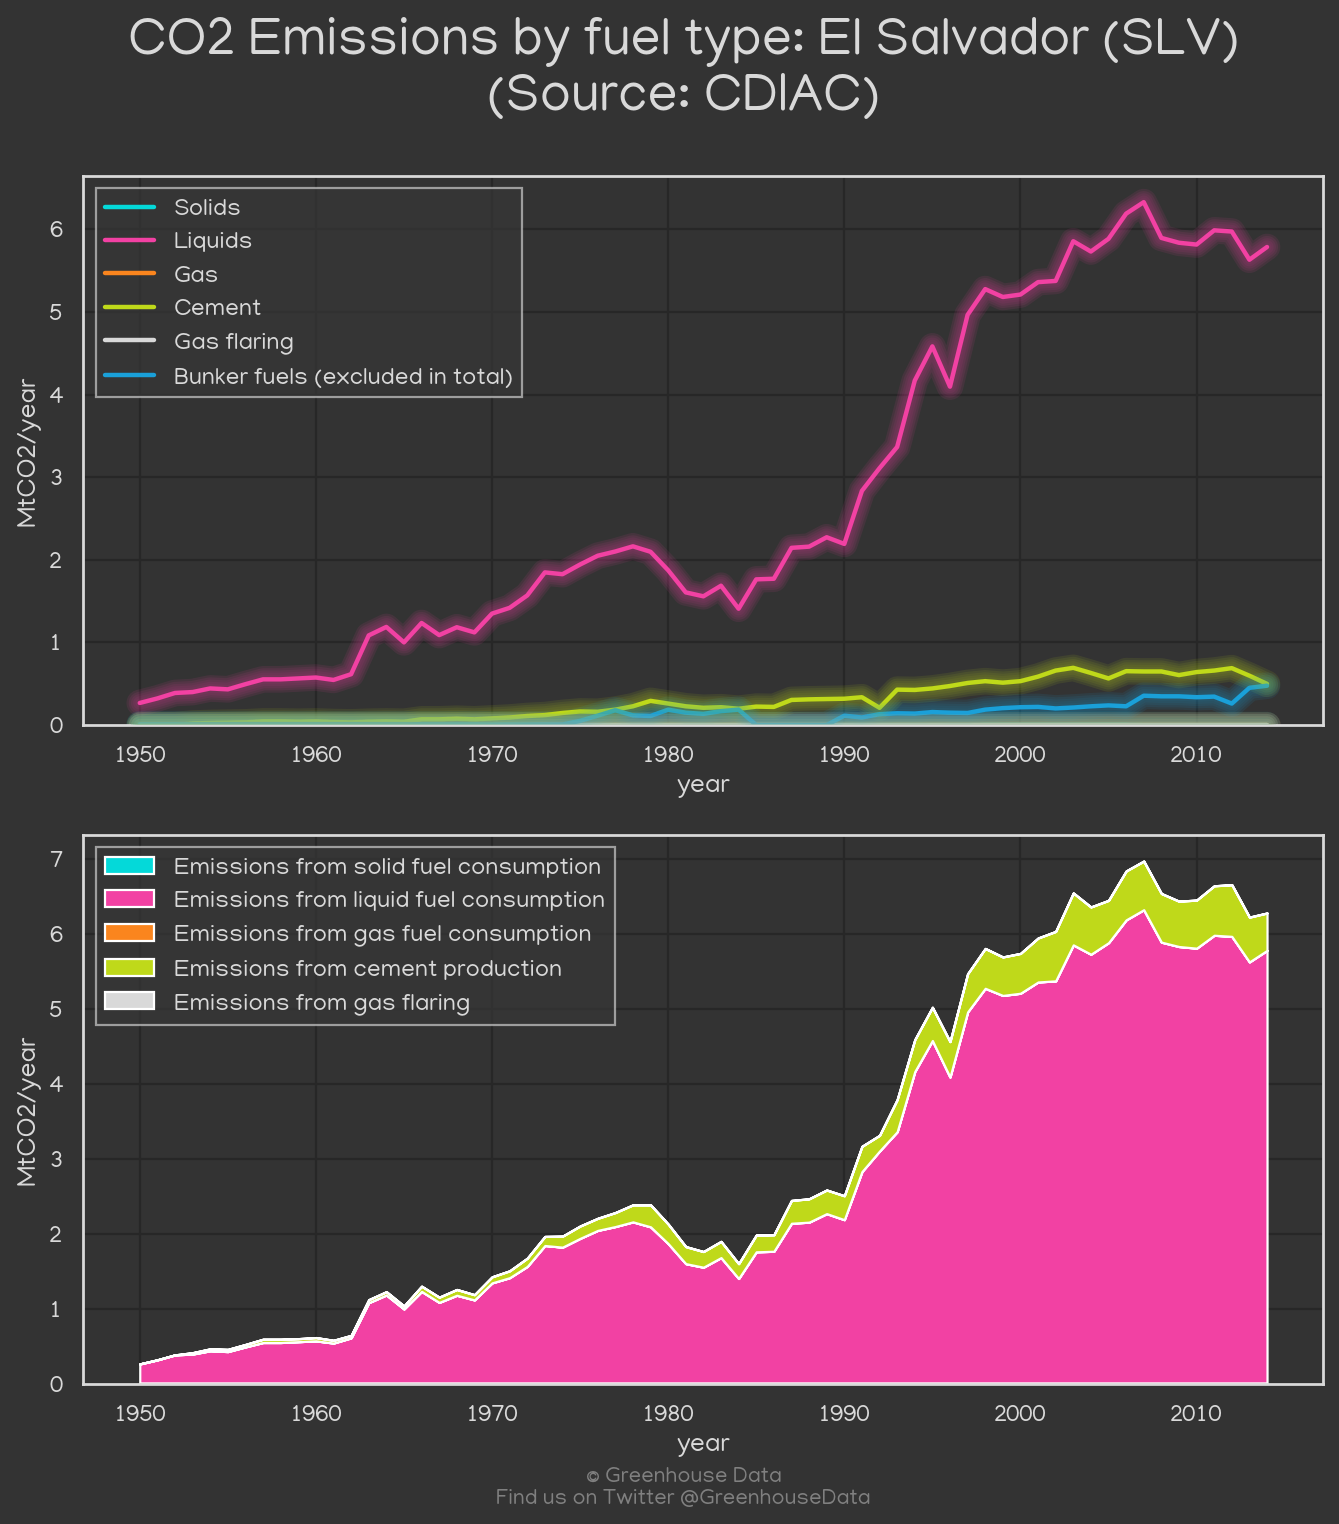 CO2 Emissions by fuel type: El Salvador (SLV)
(Source: CDIAC)
Solids
Liquids
Gas
Cement
Gas flaring
Bunker fuels (excluded in total)
MtCO2/year
6
5
4
3
2
1
0
1950 1960 1970 1980 1990 2000 2010
year
Emissions from solid fuel consumption
Emissions from liquid fuel consumption
Emissions from gas fuel consumption
Emissions from cement production
Emissions from gas flaring
MtCO2/year
7
6
5
4
3
2
1
0
1950 1960 1970 1980 1990 2000 2010
year
© Greenhouse Data
Find us on Twitter @GreenhouseData